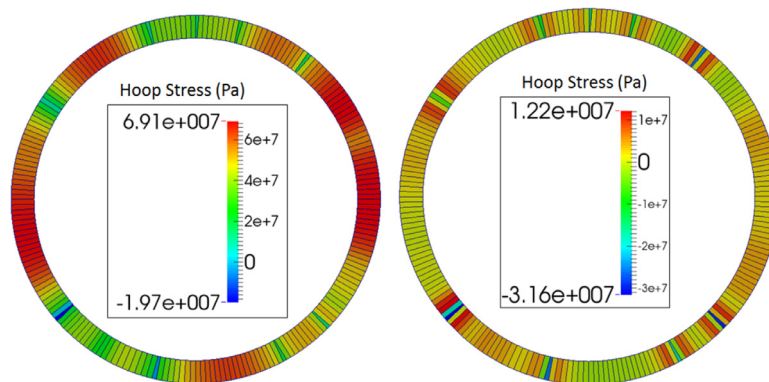 Hoop Stress (Pa)
6.91e+007
6e+7
4e+7
2e+7
0
-1.97e+007
Hoop Stress (Pa)
1.22e+007
1e+7
0
-1e+7
-2e+7
-3e+7
-3.16e+007